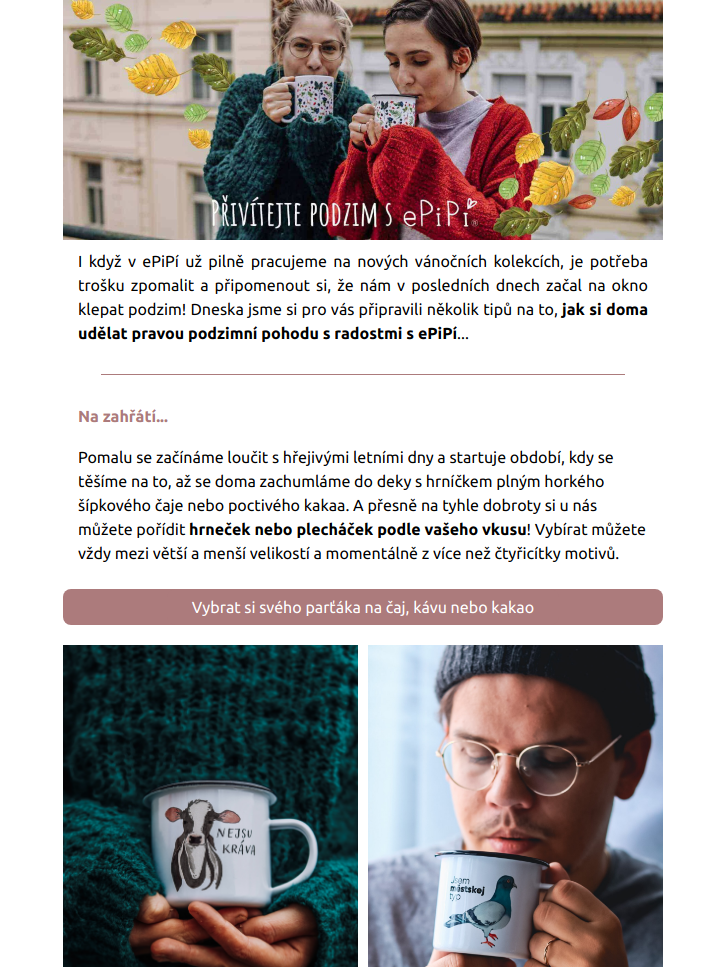 PŘIVÍTEJTE PODZIM S ePiPi®
I když v ePiPí už pilně pracujeme na nových vánočních kolekcích, je potřeba
trošku zpomalit a připomenout si, že nám v posledních dnech začal na okno
klepat podzim! Dneska jsme si pro vás připravili několik tipů na to, jak si doma
udělat pravou podzimní pohodu s radostmi s ePiPí...
Na zahřátí...
Pomalu se začínáme loučit s hřejivými letními dny a startuje období, kdy se
těšíme na to, až se doma zachumláme do deky s hrníčkem plným horkého
šípkového čaje nebo poctivého kakaa. A přesně na tyhle dobroty si u nás
můžete pořídit hrneček nebo plecháček podle vašeho vkusu! Vybírat můžete
vždy mezi větší a menší velikostí a momentálně z více než čtyřicítky motivů.
Vybrat si svého parťáka na čaj, kávu nebo kakao
NEJSU
KRÁVA
Jsem
městskej
typ